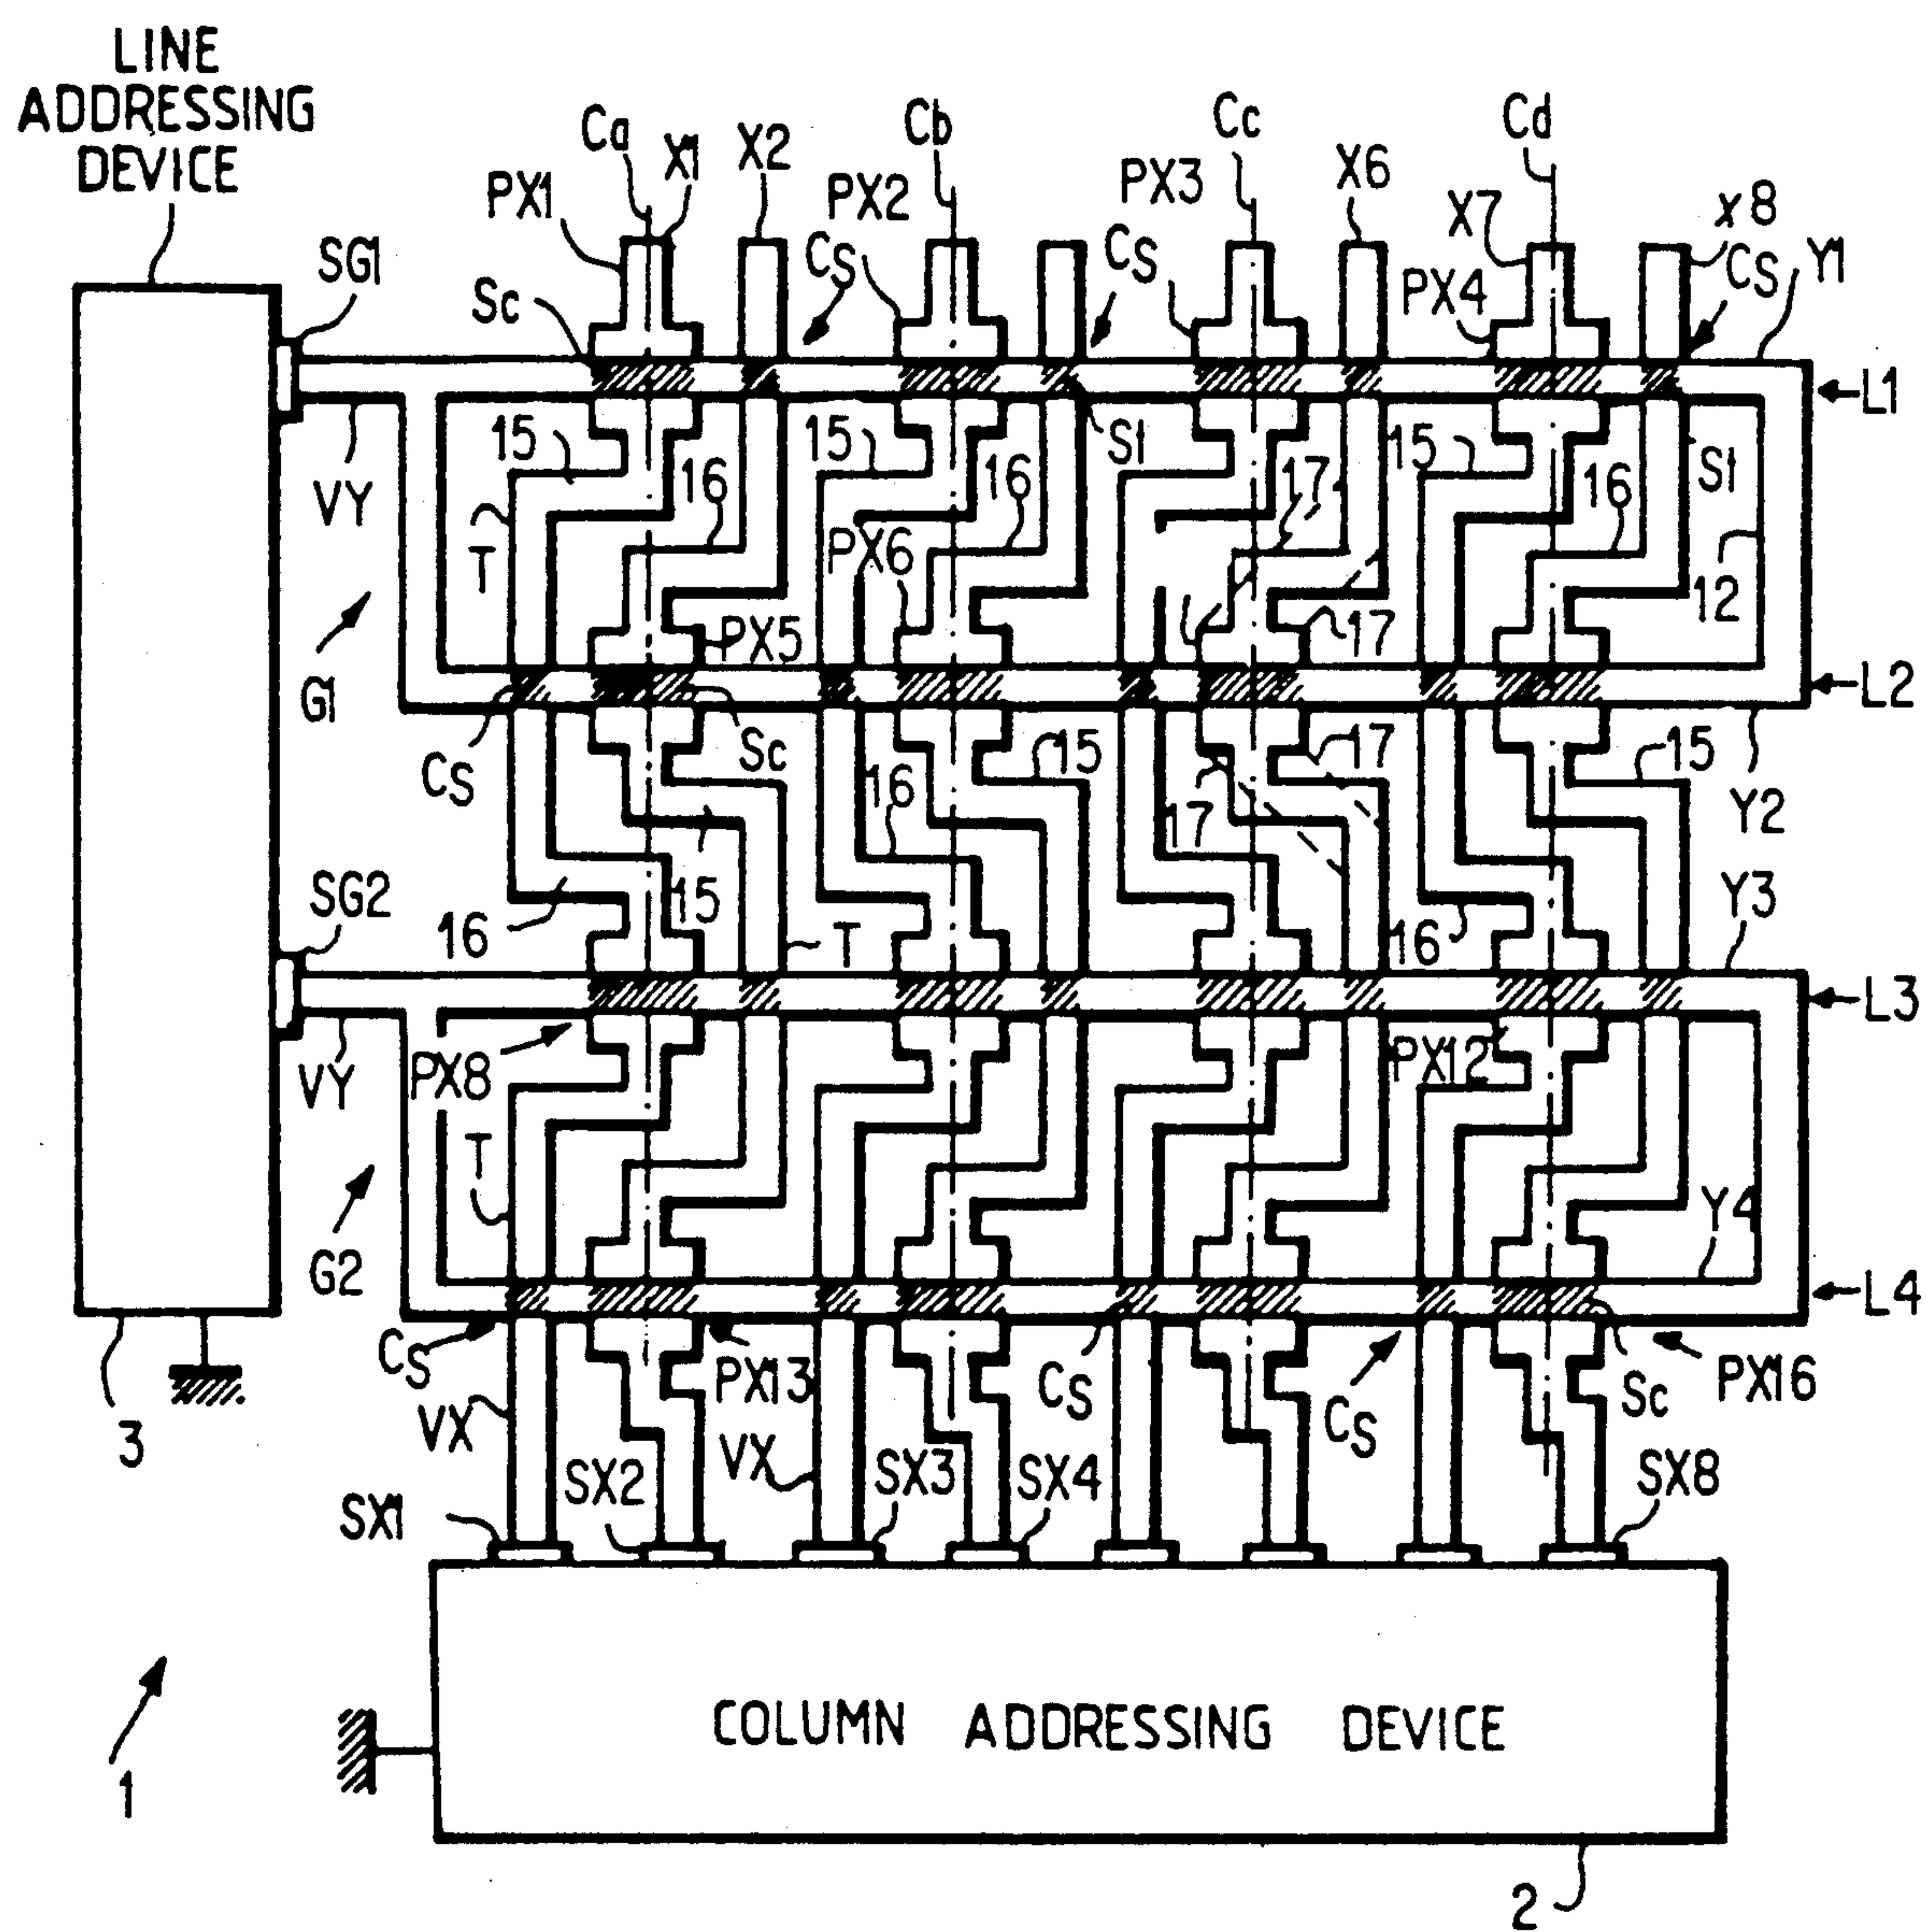 LINE
ADDRESSING
DEVICE
Ca
X1
X2
Cb
Cc
X6
Cd
PX1
PX2
PX3
X7
x8
SG1
Cs
Cs
PX4
Cs
Y1
Sc
L1
15
15
S1
15
S1
VY
16
16
17
16
T
PX6
12
G1
PX5
17
L2
Cs
Sc
15
17
15
16
17
Y2
SG2
15
Y3
16
T
16
L3
VY
PX8
PX12
T
Y4
G2
L4
Cs
PX13
Cs
Cs
Sc
PX16
3
VX
VX
SX1
SX2
SX3
SX4
SX8
COLUMN ADDRESSING DEVICE
1
2